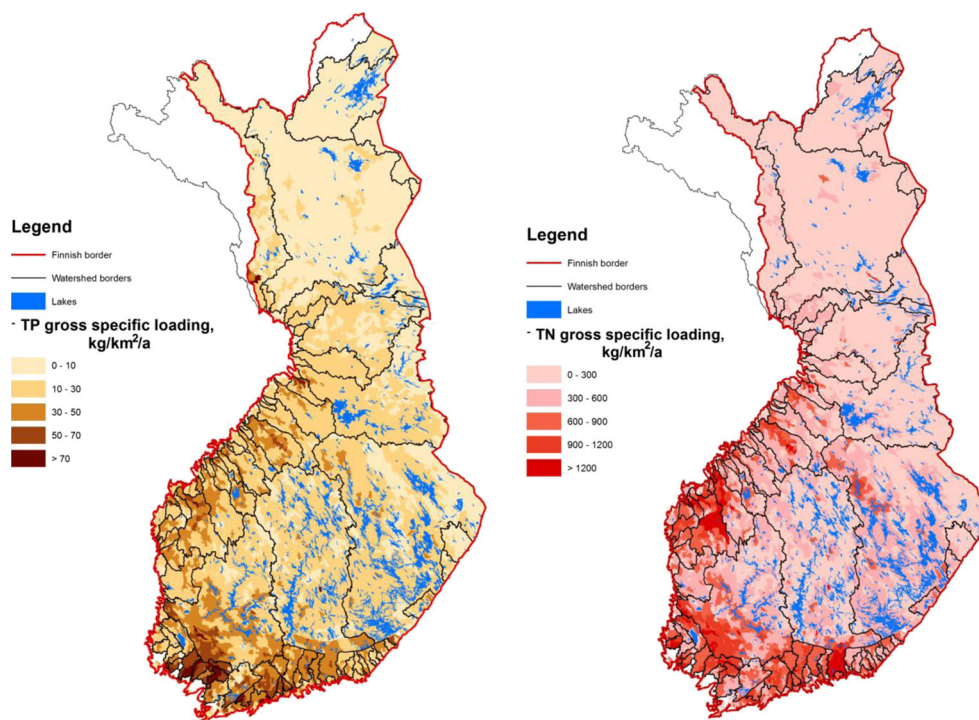 Legend
Finnish border
Watershed borders
Lakes
- TP gross specific loading,
kg/km²/a
0 - 10
10 - 30
30 - 50
50 - 70
> 70
Legend
Finnish border
Watershed borders
Lakes
- TN gross specific loading,
kg/km²/a
0 - 300
300 - 600
600 - 900
900 - 1200
> 1200